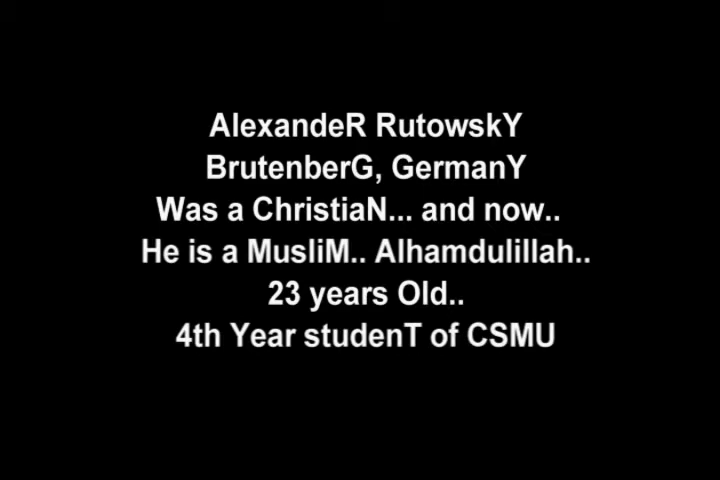 AlexandeR RutowskY
BrutenberG, GermanY
Was a ChristiaN... and now..
He is a MusliM.. Alhamdulillah..
23 years Old..
4th Year studenT of CSMU